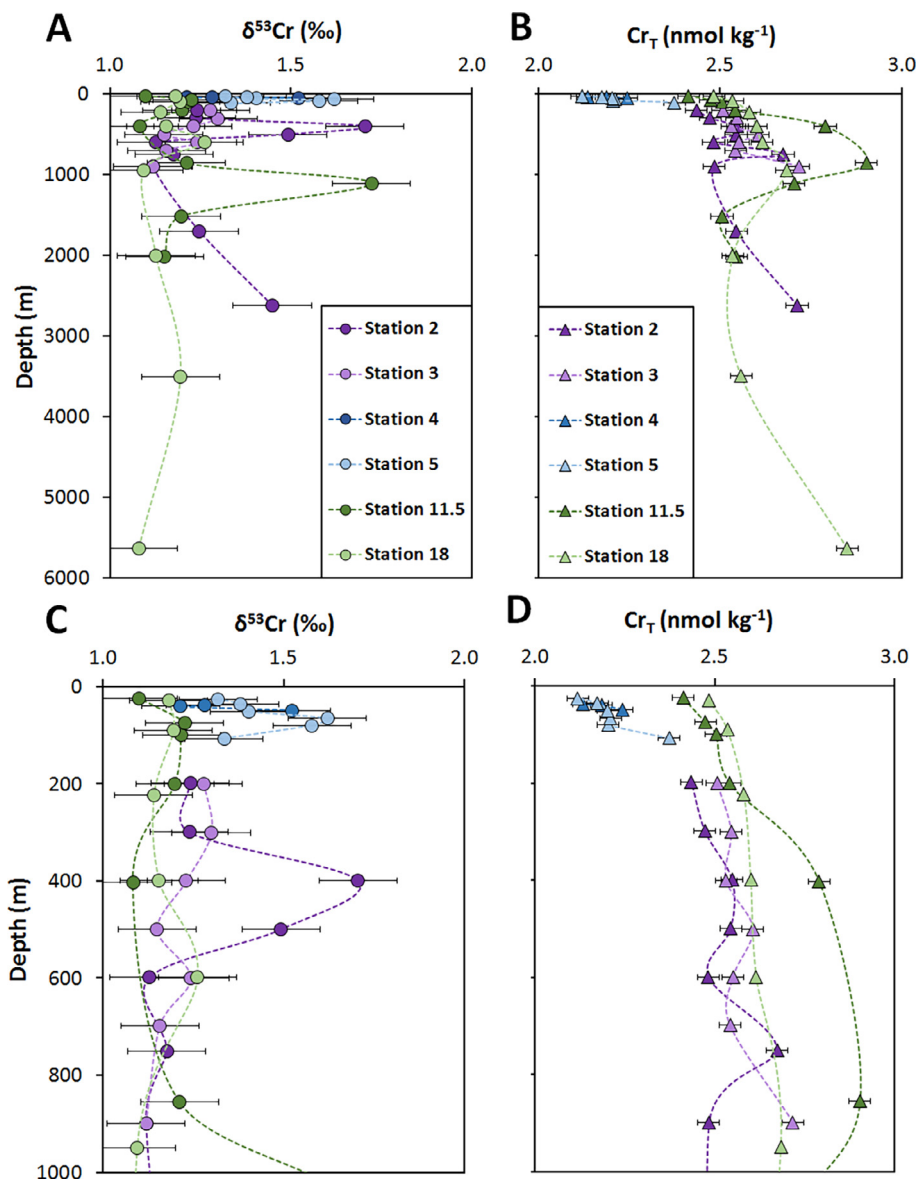 A
δ⁵³Cr (‰)
1.0 1.5 2.0
0
1000
2000
3000
4000
5000
6000
Depth (m)
Station 2
Station 3
Station 4
Station 5
Station 11.5
Station 18
B
Cr_T (nmol kg⁻¹)
2.0 2.5 3.0
Station 2
Station 3
Station 4
Station 5
Station 11.5
Station 18
C
δ⁵³Cr (‰)
1.0 1.5 2.0
0
200
400
600
800
1000
Depth (m)
D
Cr_T (nmol kg⁻¹)
2.0 2.5 3.0